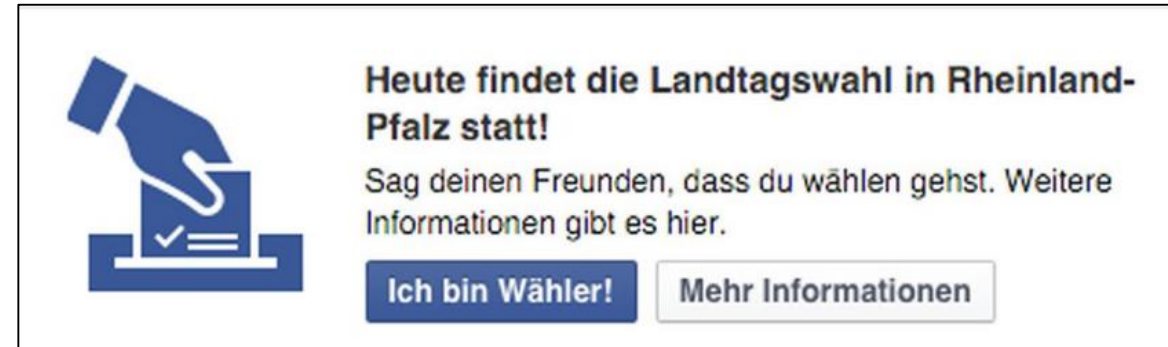 Heute findet die Landtagswahl in Rheinland-
Pfalz statt!
Sag deinen Freunden, dass du wählen gehst. Weitere
Informationen gibt es hier.
Ich bin Wähler!
Mehr Informationen